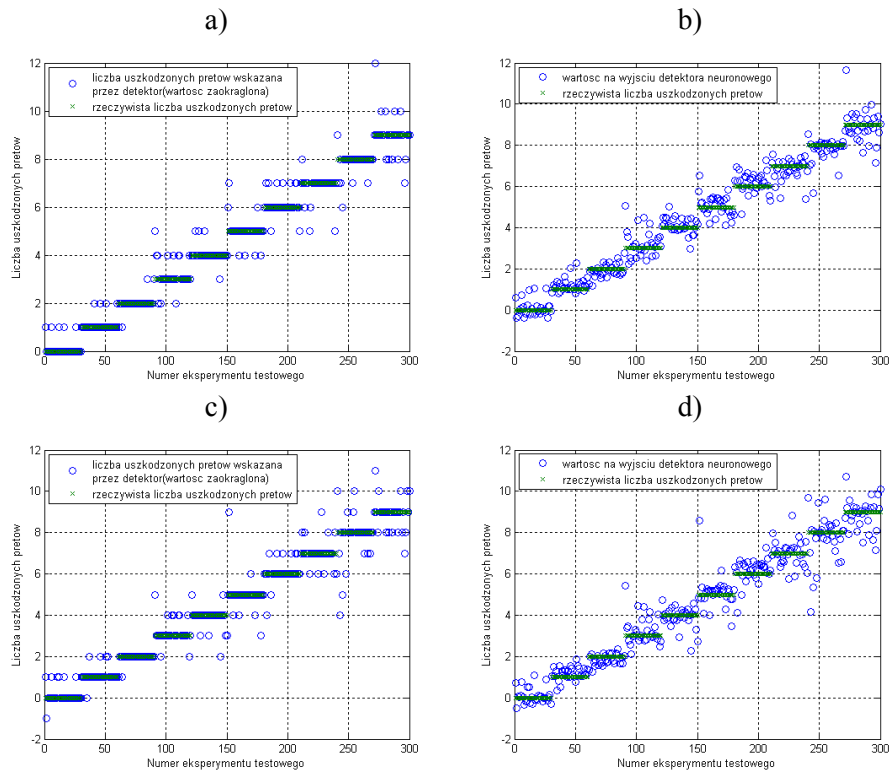 a)
b)
12
10
8
6
4
2
0
0
50
100
150
200
250
300
liczba uszkodzonych pretow wskazana
przez detektor(wartosc zaokraglona)
rzeczywista liczba uszkodzonych pretow
Liczba uszkodzonych pretow
Numer eksperymentu testowego
12
10
8
6
4
2
0
-2
0
50
100
150
200
250
300
wartosc na wyjsciu detektora neuronowego
rzeczywista liczba uszkodzonych pretow
Liczba uszkodzonych pretow
Numer eksperymentu testowego
c)
d)
12
10
8
6
4
2
0
-2
0
50
100
150
200
250
300
liczba uszkodzonych pretow wskazana
przez detektor(wartosc zaokraglona)
rzeczywista liczba uszkodzonych pretow
Liczba uszkodzonych pretow
Numer eksperymentu testowego
12
10
8
6
4
2
0
-2
0
50
100
150
200
250
300
wartosc na wyjsciu detektora neuronowego
rzeczywista liczba uszkodzonych pretow
Liczba uszkodzonych pretow
Numer eksperymentu testowego